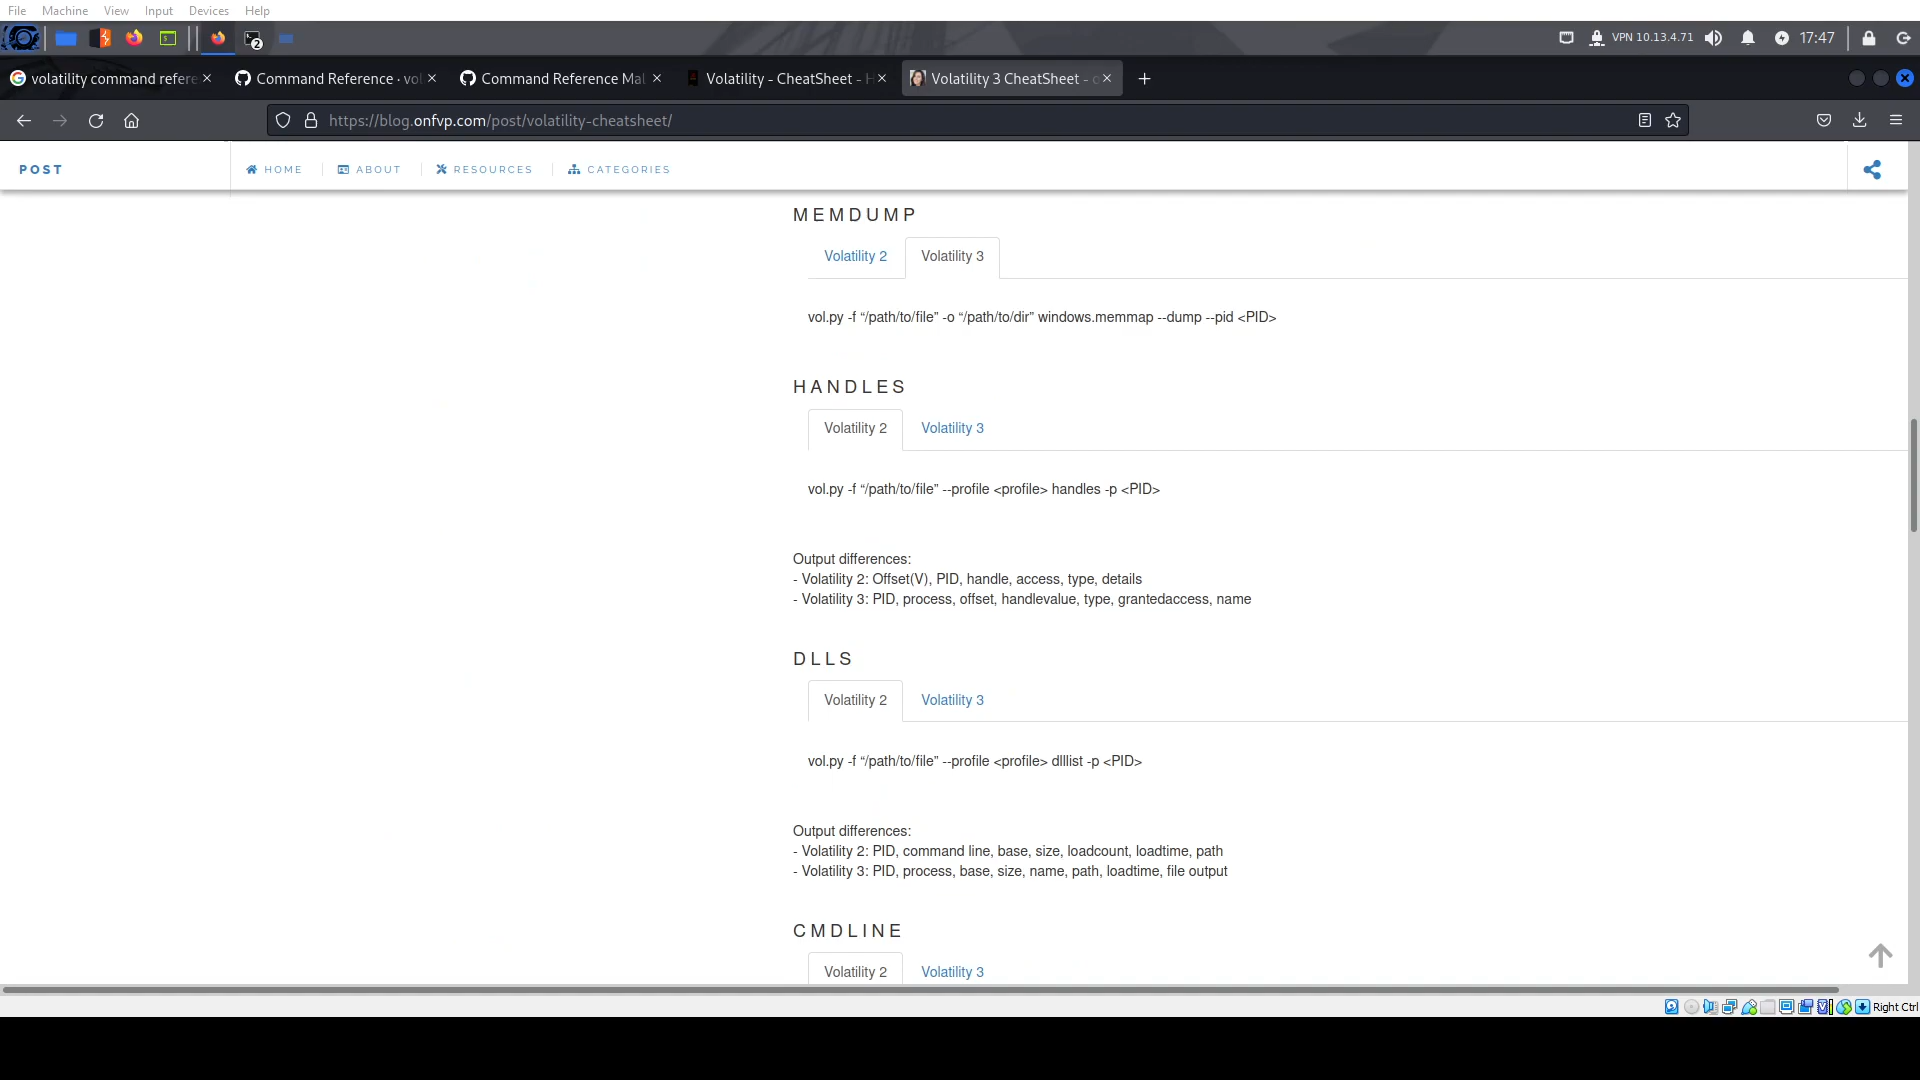 File Machine View Input Devices Help
VPN 10.13.4.71 17:47
volatility command refere
Command Reference · vol
Command Reference Mal
Volatility - CheatSheet - H
Volatility 3 CheatSheet - o
https://blog.onfvp.com/post/volatility-cheatsheet/
POST HOME ABOUT RESOURCES CATEGORIES
MEMDUMP
Volatility 2 Volatility 3
vol.py -f “/path/to/file” -o “/path/to/dir” windows.memmap --dump --pid <PID>
HANDLES
Volatility 2 Volatility 3
vol.py -f “/path/to/file” --profile <profile> handles -p <PID>
Output differences:
- Volatility 2: Offset(V), PID, handle, access, type, details
- Volatility 3: PID, process, offset, handlevalue, type, grantedaccess, name
DLLS
Volatility 2 Volatility 3
vol.py -f “/path/to/file” --profile <profile> dlllist -p <PID>
Output differences:
- Volatility 2: PID, command line, base, size, loadcount, loadtime, path
- Volatility 3: PID, process, base, size, name, path, loadtime, file output
CMDLINE
Volatility 2 Volatility 3
Right Ctrl